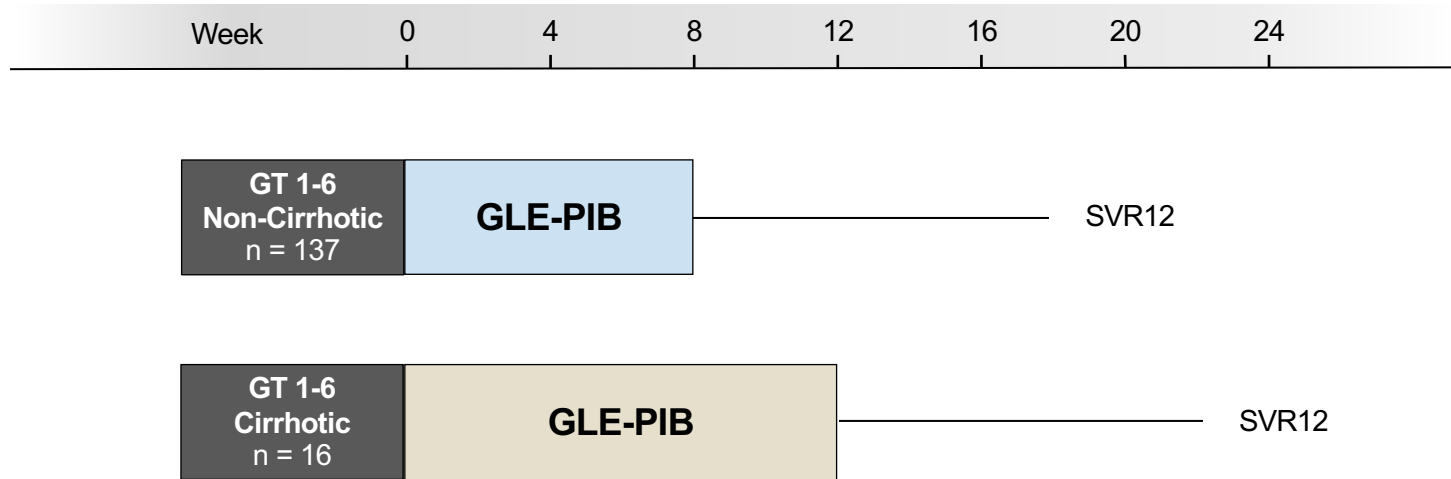 Week 0 4 8 12 16 20 24
GT 1-6
Non-Cirrhotic
n = 137
GLE-PIB
SVR12
GT 1-6
Cirrhotic
n = 16
GLE-PIB
SVR12